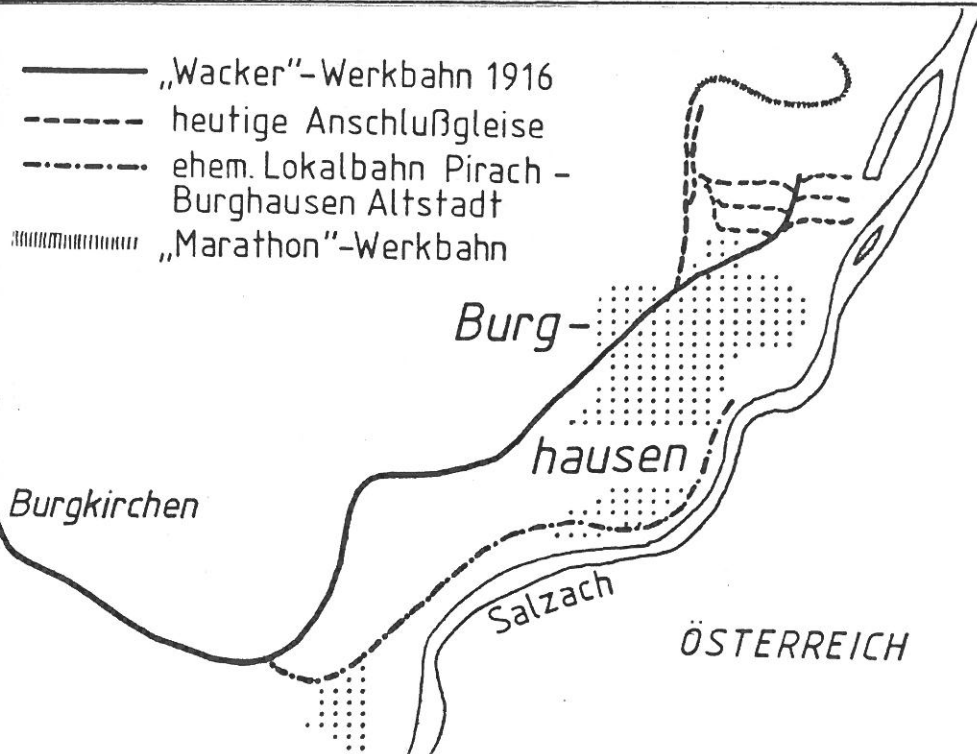 „Wacker”-Werkbahn 1916
heutige Anschlußgleise
ehem. Lokalbahn Pirach -
Burghausen Altstadt
„Marathon”-Werkbahn
Burg-
hausen
Burgkirchen
Salzach
ÖSTERREICH